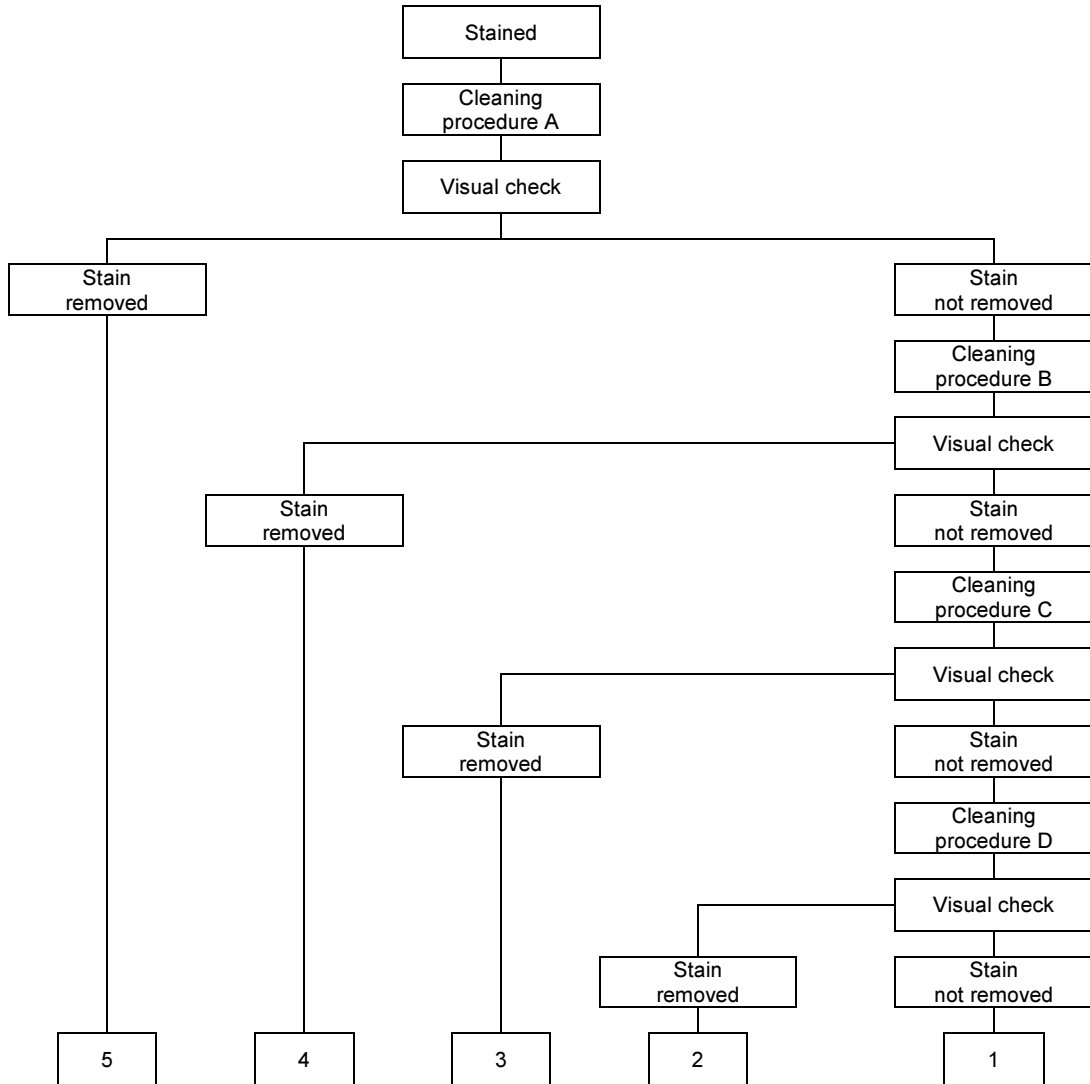 Stained
Cleaning
procedure A
Visual check
Stain
removed
Stain
not removed
Cleaning
procedure B
Visual check
Stain
removed
Stain
not removed
Cleaning
procedure C
Visual check
Stain
removed
Stain
not removed
Cleaning
procedure D
Visual check
Stain
removed
Stain
not removed
5
4
3
2
1